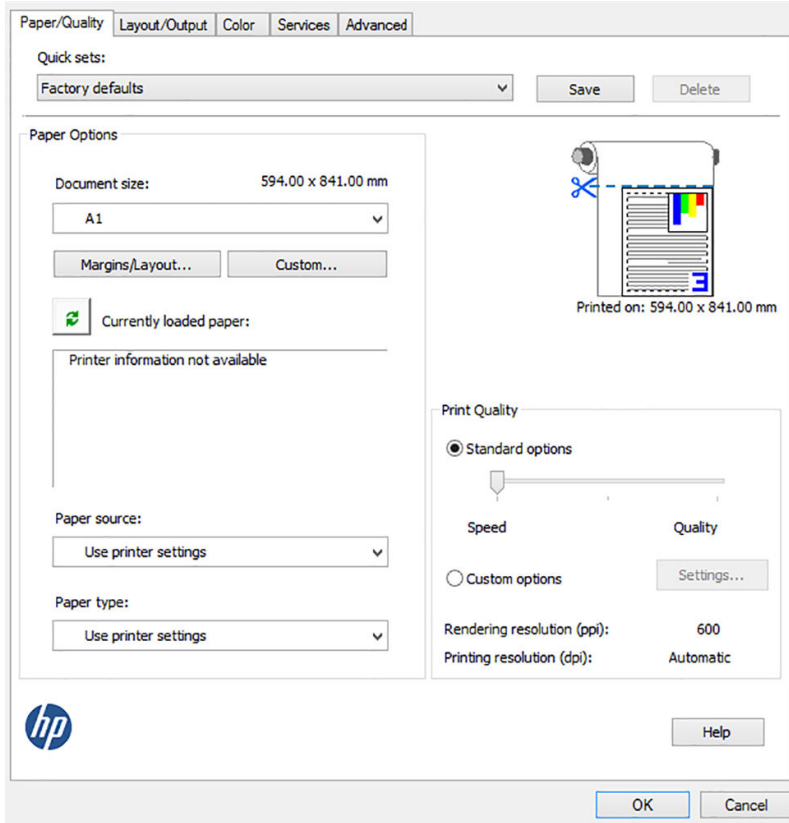 Paper/Quality Layout/Output Color Services Advanced
Quick sets:
Factory defaults
Save
Delete
Paper Options
Document size: 594.00 x 841.00 mm
A1
Margins/Layout... Custom...
Currently loaded paper:
Printer information not available
Paper source:
Use printer settings
Paper type:
Use printer settings
3
Printed on: 594.00 x 841.00 mm
Print Quality
Standard options
Speed Quality
Custom options Settings...
Rendering resolution (ppi): 600
Printing resolution (dpi): Automatic
hp
Help
OK Cancel